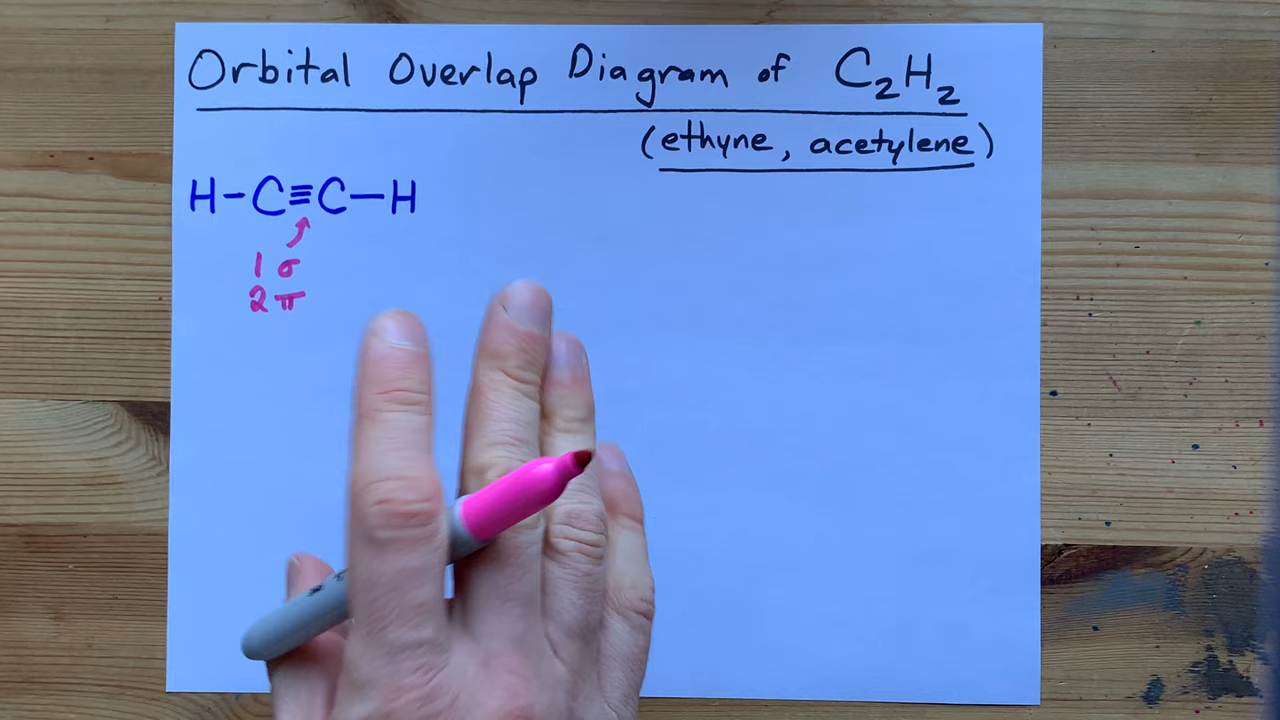 Orbital Overlap Diagram of C₂H₂
(ethyne, acetylene)
H-C≡C-H
1 σ
2 π